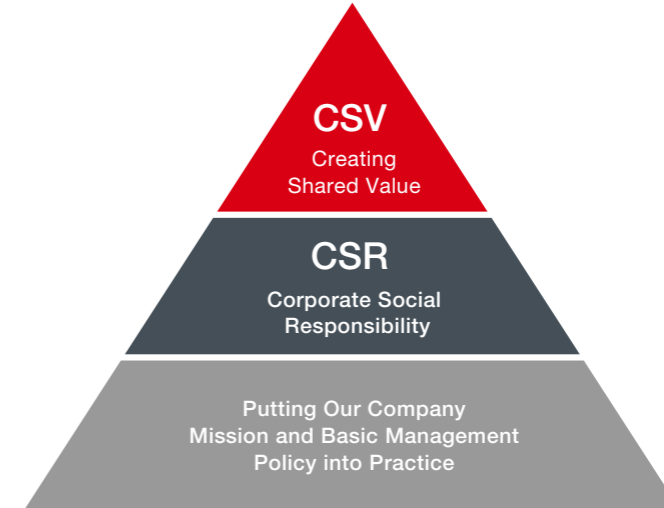 CSV
Creating
Shared Value
CSR
Corporate Social
Responsibility
Putting Our Company
Mission and Basic Management
Policy into Practice